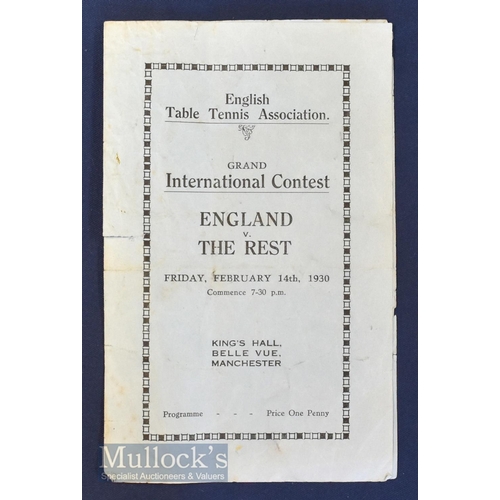 English
Table Tennis Association.
GRAND
International Contest
ENGLAND
v.
THE REST
FRIDAY, FEBRUARY 14th, 1930
Commence 7-30 p.m.
KING'S HALL,
BELLE VUE,
MANCHESTER
Programme - - - Price One Penny
Mullock's
Specialist Auctioneers & Valuers